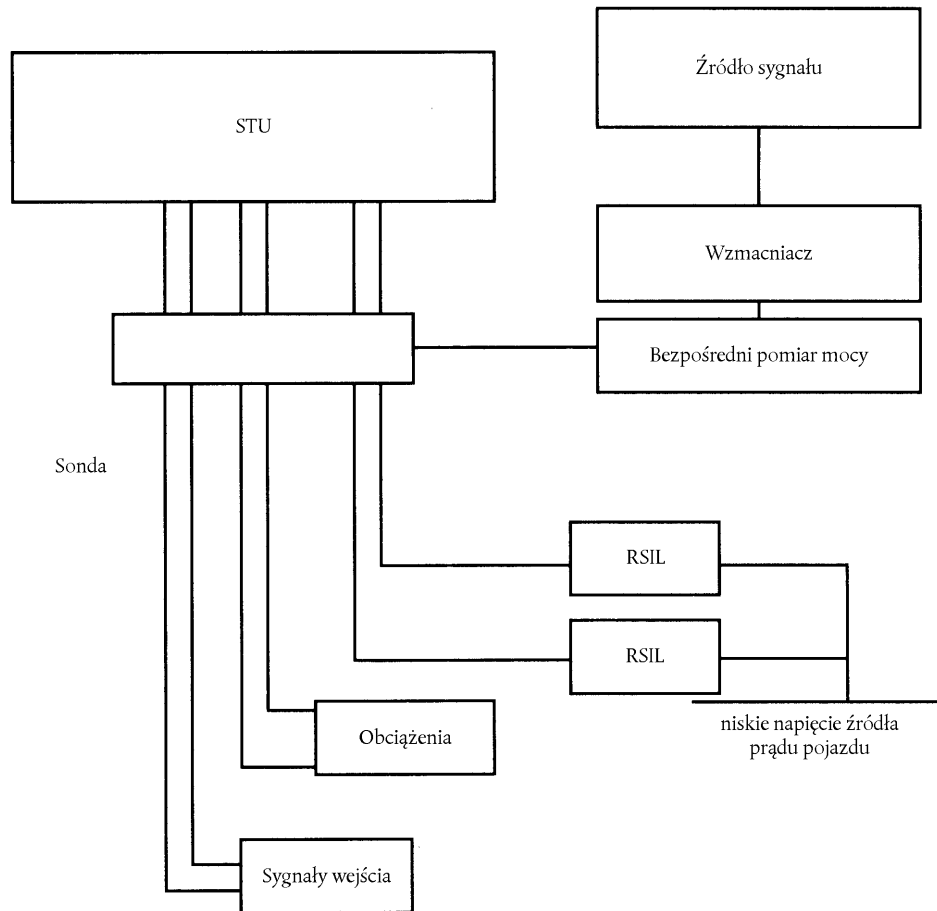 Źródło sygnału
STU
Wzmacniacz
Bezpośredni pomiar mocy
Sonda
RSIL
RSIL
Obciążenia
niskie napięcie źródła
prądu pojazdu
Sygnały wejścia